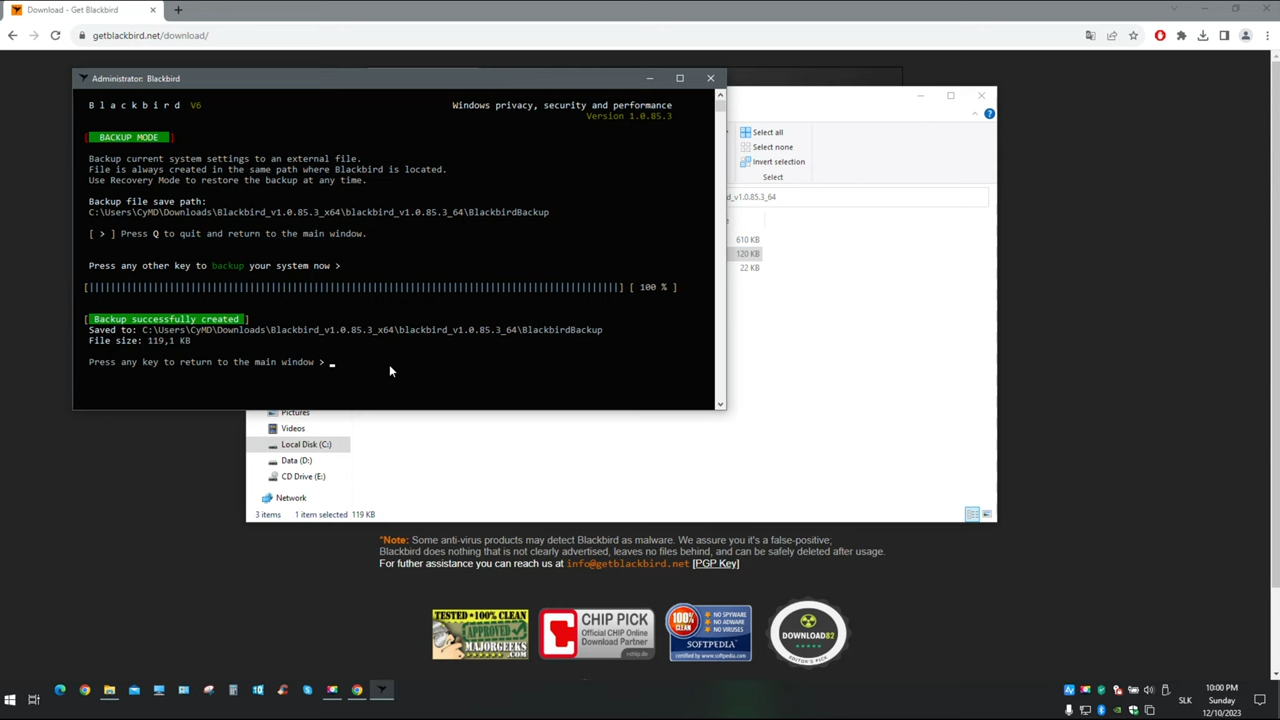 Download - Get Blackbird
getblackbird.net/download/
Administrator: Blackbird
B l a c k b i r d V6
Windows privacy, security and performance
Version 1.0.85.3
[ BACKUP MODE ]
Backup current system settings to an external file.
File is always created in the same path where Blackbird is located.
Use Recovery Mode to restore the backup at any time.
Backup file save path:
C:\Users\CyMD\Downloads\Blackbird_v1.0.85.3_x64\blackbird_v1.0.85.3_64\BlackbirdBackup
[ > ] Press Q to quit and return to the main window.
Press any other key to backup your system now >
[ 100 % ]
[ Backup successfully created ]
Saved to: C:\Users\CyMD\Downloads\Blackbird_v1.0.85.3_x64\blackbird_v1.0.85.3_64\BlackbirdBackup
File size: 119,1 KB
Press any key to return to the main window >
Select all
Select none
Invert selection
Select
d_v1.0.85.3_64
610 KB
120 KB
22 KB
Pictures
Videos
Local Disk (C:)
Data (D:)
CD Drive (E:)
Network
3 items 1 item selected 119 KB
*Note: Some anti-virus products may detect Blackbird as malware. We assure you it's a false-positive;
Blackbird does nothing that is not clearly advertised, leaves no files behind, and can be safely deleted after usage.
For futher assistance you can reach us at info@getblackbird.net [PGP Key]
TESTED★100% CLEAN
APPROVED
MAJORGEEKS.COM
CHIP PICK
Official CHIP Online
Download Partner
100%
CLEAN
NO SPYWARE
NO ADWARE
NO VIRUSES
SOFTPEDIA
certified by www.softpedia.com
DOWNLOAD82
EDITOR'S PICK
SLK
10:00 PM
Sunday
12/10/2023